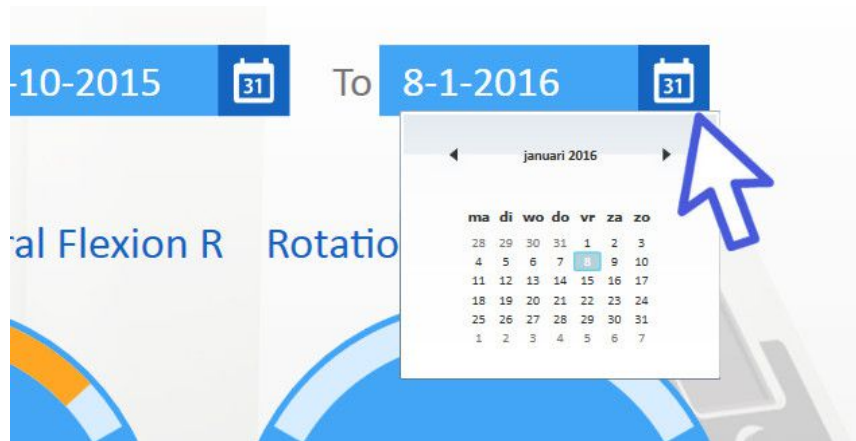 -10-2015 31 To 8-1-2016 31
januari 2016
ma di wo do vr za zo
28 29 30 31 1 2 3
4 5 6 7 8 9 10
11 12 13 14 15 16 17
18 19 20 21 22 23 24
25 26 27 28 29 30 31
1 2 3 4 5 6 7
al Flexion R Rotatio